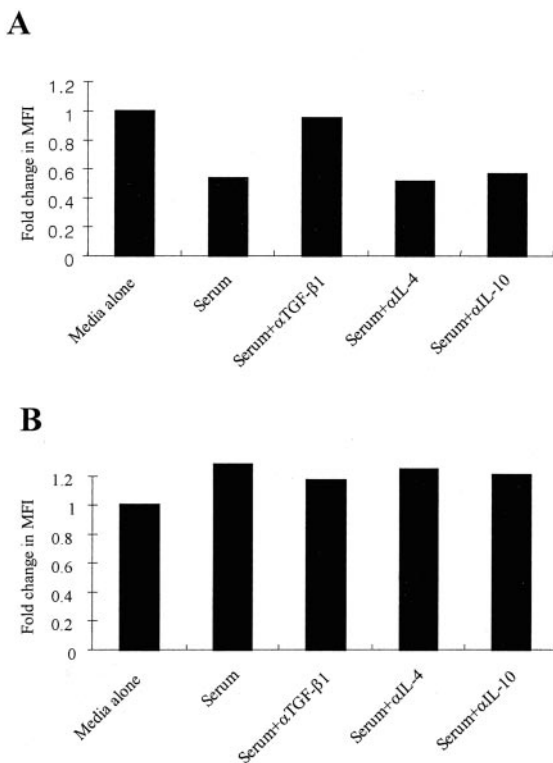 A
Fold change in MFI
1.2
1
0.8
0.6
0.4
0.2
0
Media alone
Serum
Serum+αTGF-β1
Serum+αIL-4
Serum+αIL-10
B
Fold change in MFI
1.2
1
0.8
0.6
0.4
0.2
0
Media alone
Serum
Serum+αTGF-β1
Serum+αIL-4
Serum+αIL-10